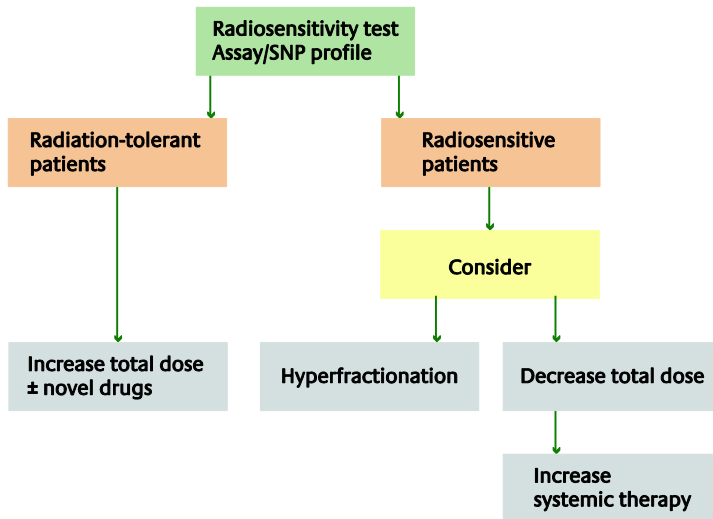 Radiosensitivity test
Assay/SNP profile
Radiation-tolerant
patients
Radiosensitive
patients
Consider
Increase total dose
± novel drugs
Hyperfractionation
Decrease total dose
Increase
systemic therapy